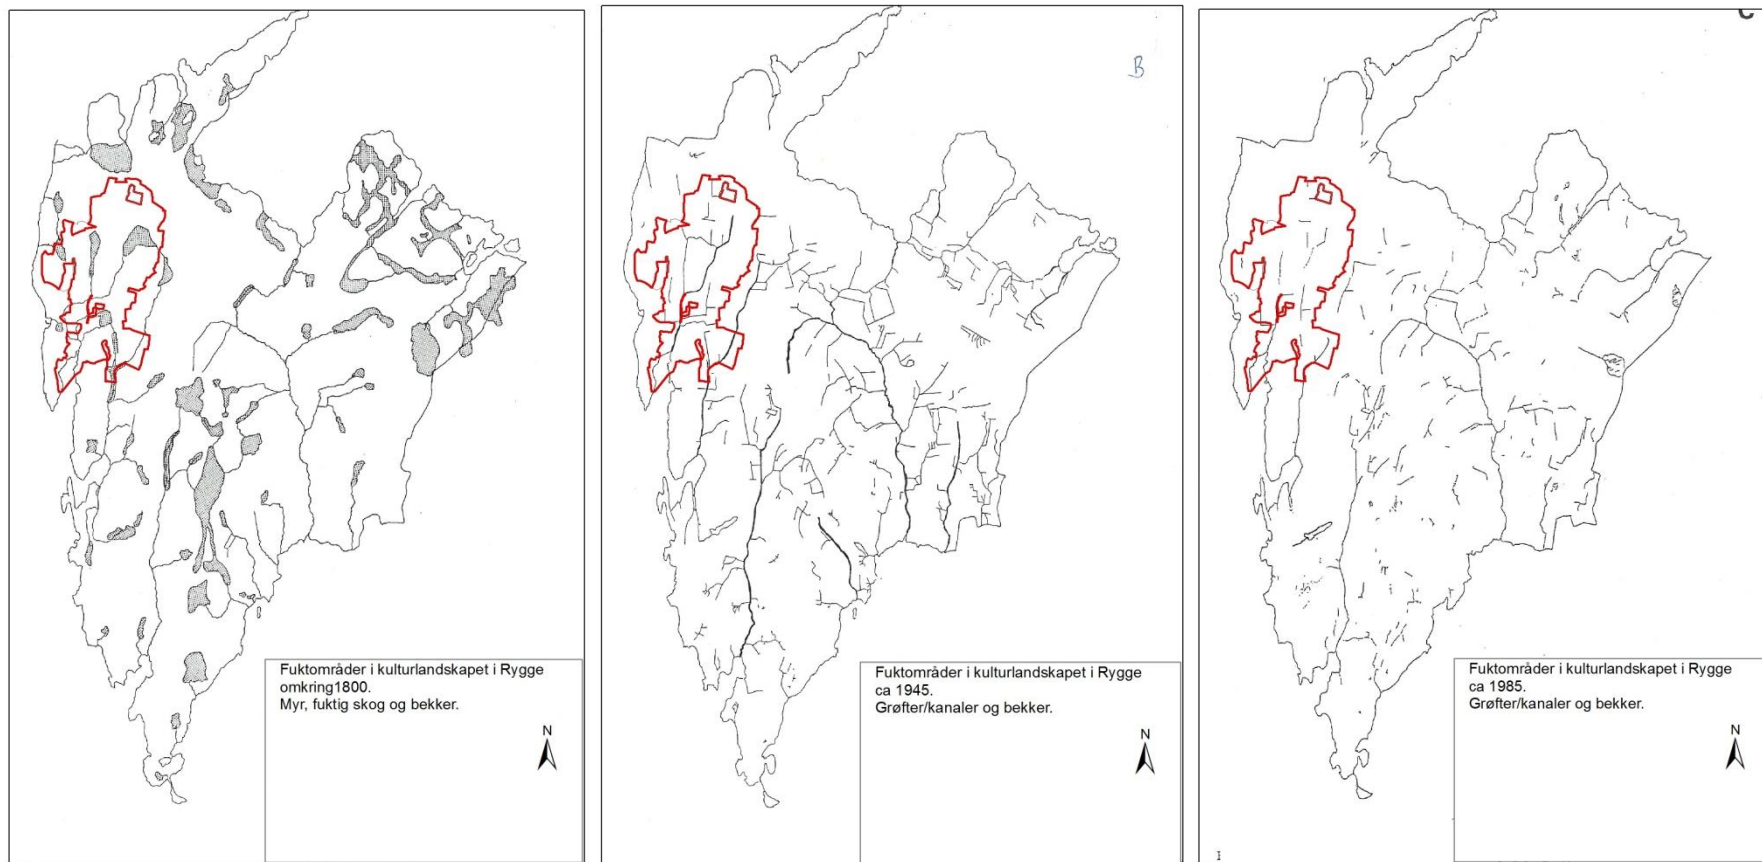 Fuktområder i kulturlandskapet i Rygge
omkring1800.
Myr, fuktig skog og bekker.
N
B
Fuktområder i kulturlandskapet i Rygge
ca 1945.
Grøfter/kanaler og bekker.
N
C
Fuktområder i kulturlandskapet i Rygge
ca 1985.
Grøfter/kanaler og bekker.
N